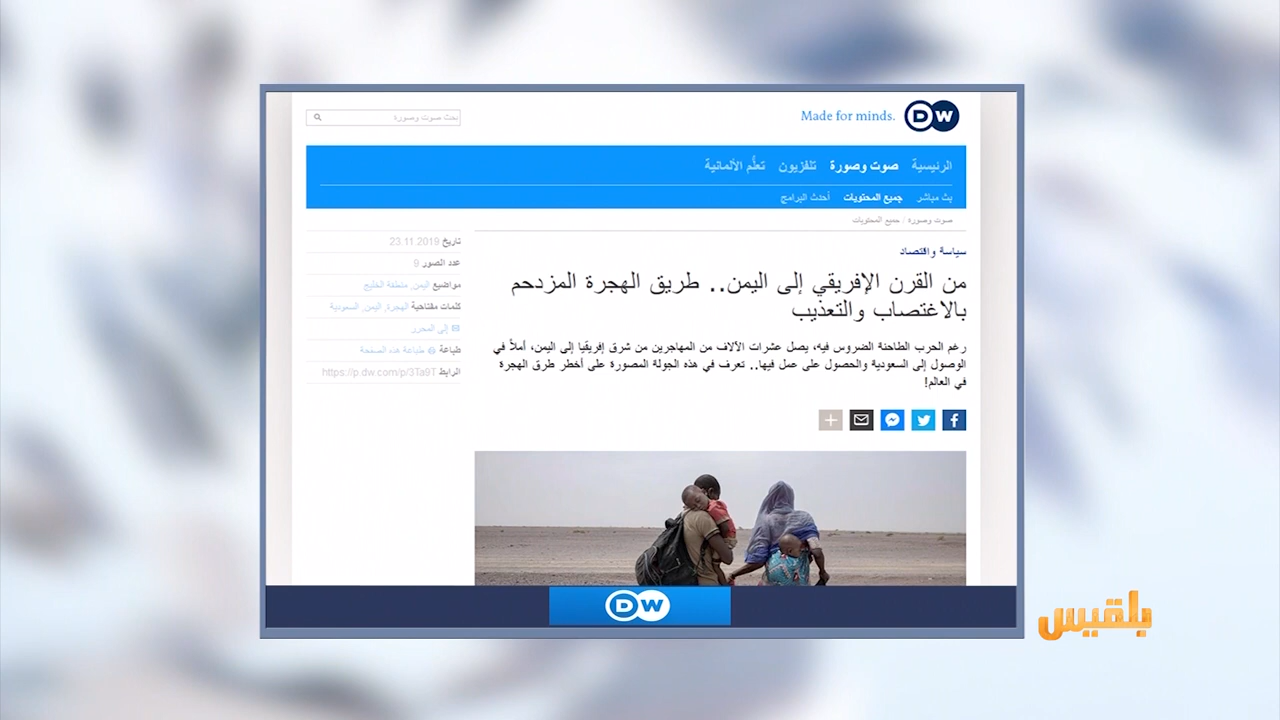 Made for minds. DW
بحث صوت وصورة
الرئيسية صوت وصورة تلفزيون تعلُّم الألمانية
بث مباشر جميع المحتويات أحدث البرامج
صوت وصورة / جميع المحتويات
سياسة واقتصاد
من القرن الإفريقي إلى اليمن.. طريق الهجرة المزدحم
بالاغتصاب والتعذيب
رغم الحرب الطاحنة الضروس فيه، يصل عشرات الآلاف من المهاجرين من شرق إفريقيا إلى اليمن، أملاً في
الوصول إلى السعودية والحصول على عمل فيها.. تعرف في هذه الجولة المصورة على أخطر طرق الهجرة
في العالم!
تاريخ 23.11.2019
عدد الصور 9
مواضيع اليمن, منطقة الخليج
كلمات مفتاحية الهجرة, اليمن, السعودية
إلى المحرر
طباعة طباعة هذه الصفحة
الرابط https://p.dw.com/p/3Ta9T
DW
بلقيس